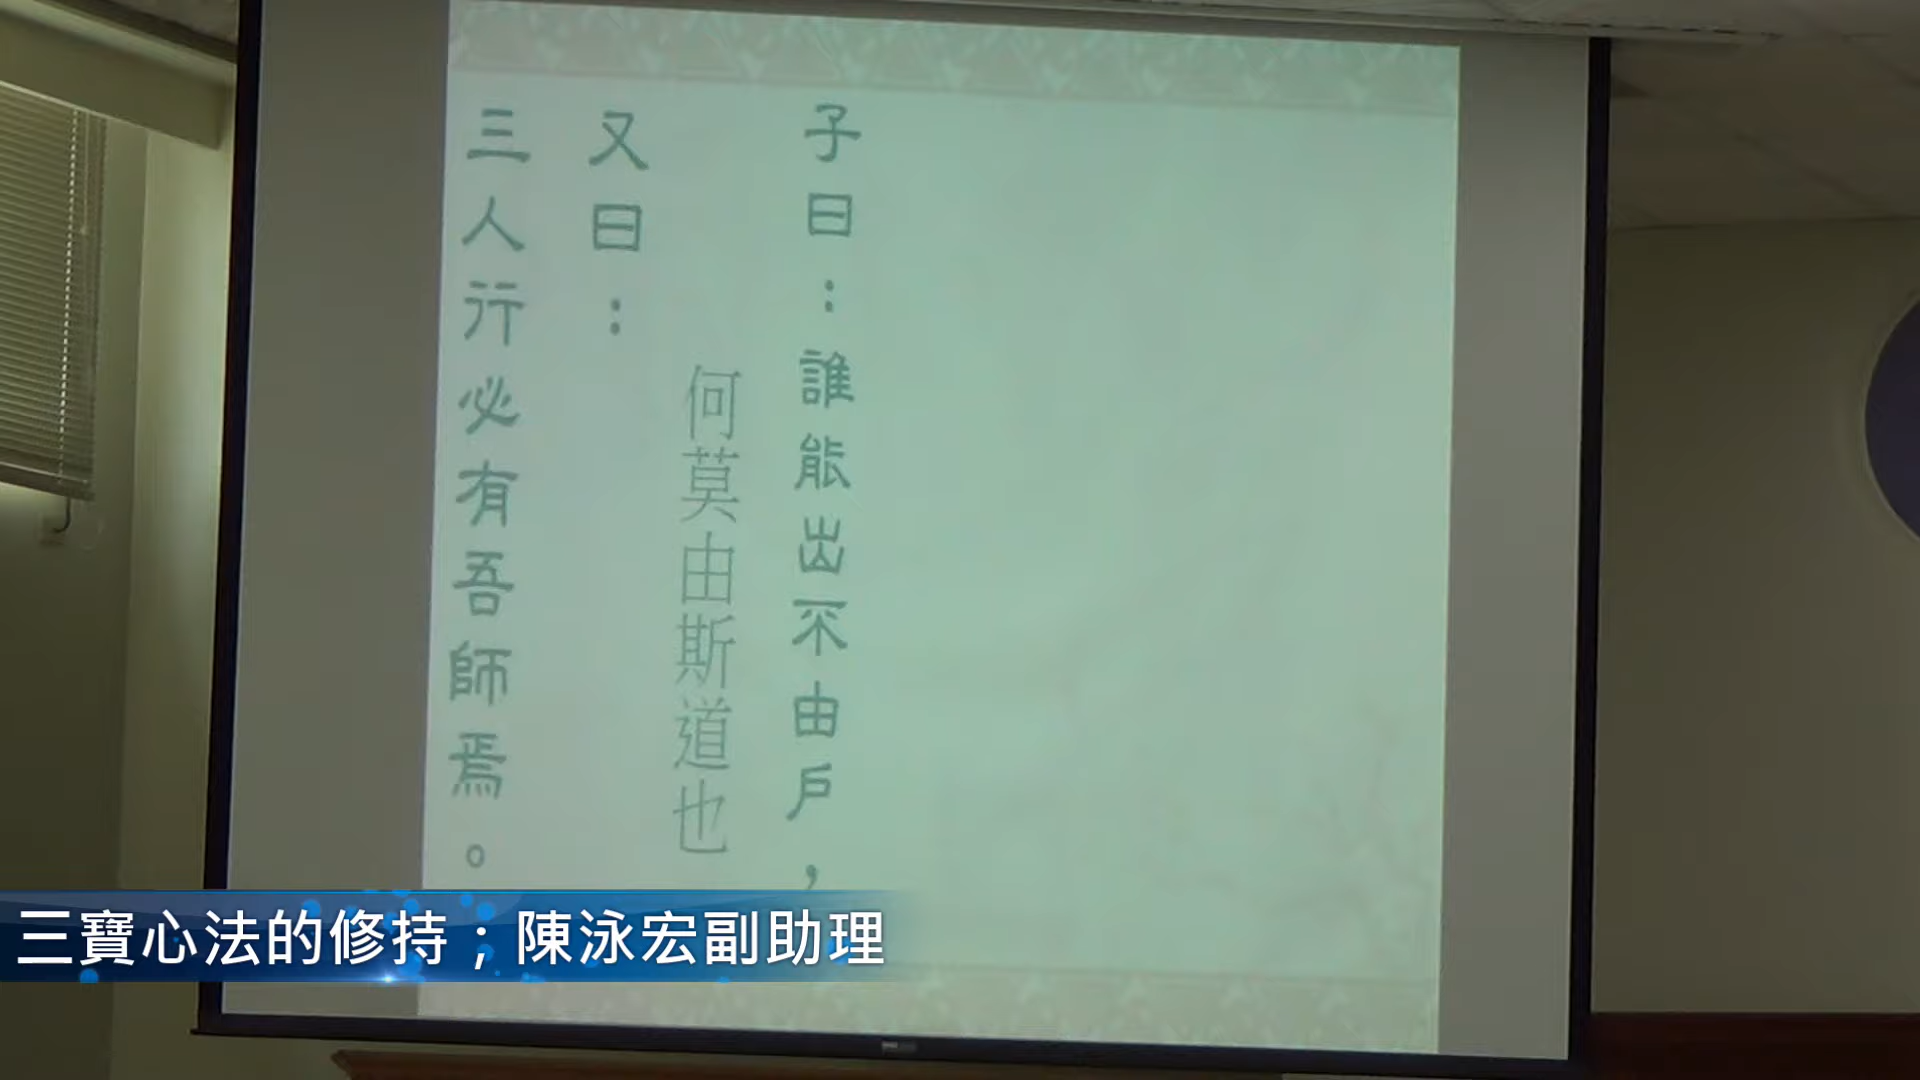 子曰：誰能出不由戶，
何莫由斯道也
又曰：
三人行必有吾師焉。
三寶心法的修持；陳泳宏副助理